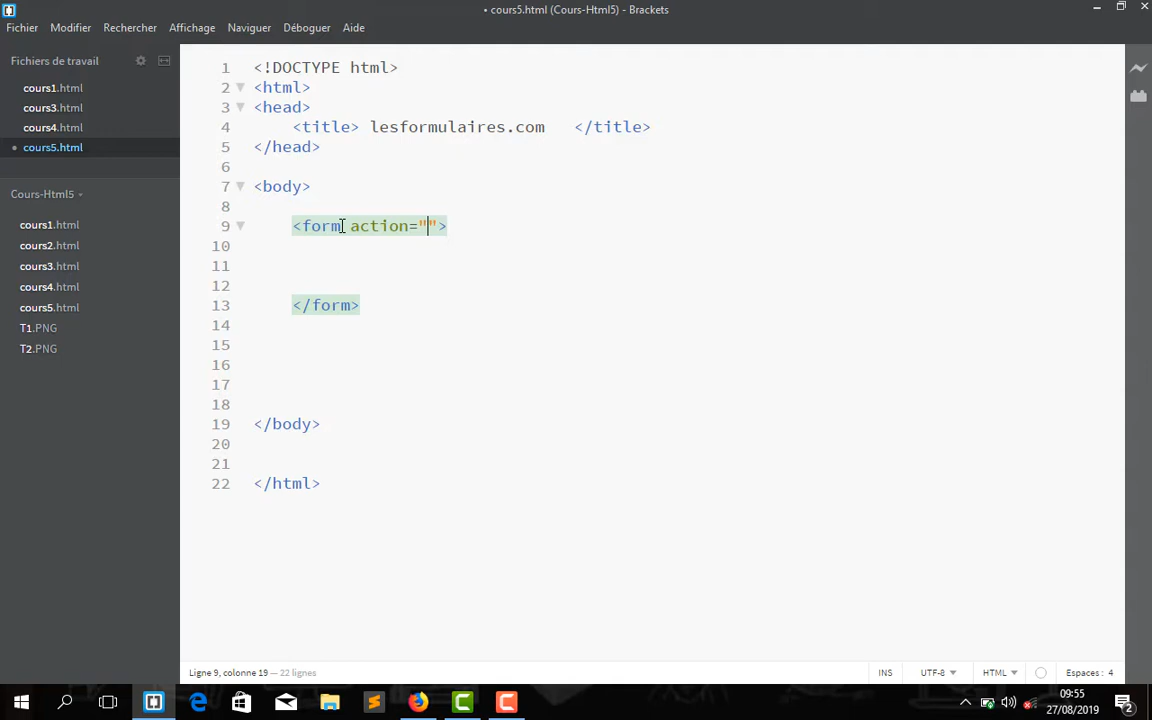 • cours5.html (Cours-Html5) - Brackets
Fichier Modifier Rechercher Affichage Naviguer Déboguer Aide
Fichiers de travail
cours1.html
cours3.html
cours4.html
• cours5.html
Cours-Html5
cours1.html
cours2.html
cours3.html
cours4.html
cours5.html
T1.PNG
T2.PNG
1 <!DOCTYPE html>
2 <html>
3 <head>
4 <title> lesformulaires.com </title>
5 </head>
6
7 <body>
8
9 <form action="">
10
11
12
13 </form>
14
15
16
17
18
19 </body>
20
21
22 </html>
Ligne 9, colonne 19 — 22 lignes
INS UTF-8 HTML Espaces : 4
09:55
27/08/2019
2